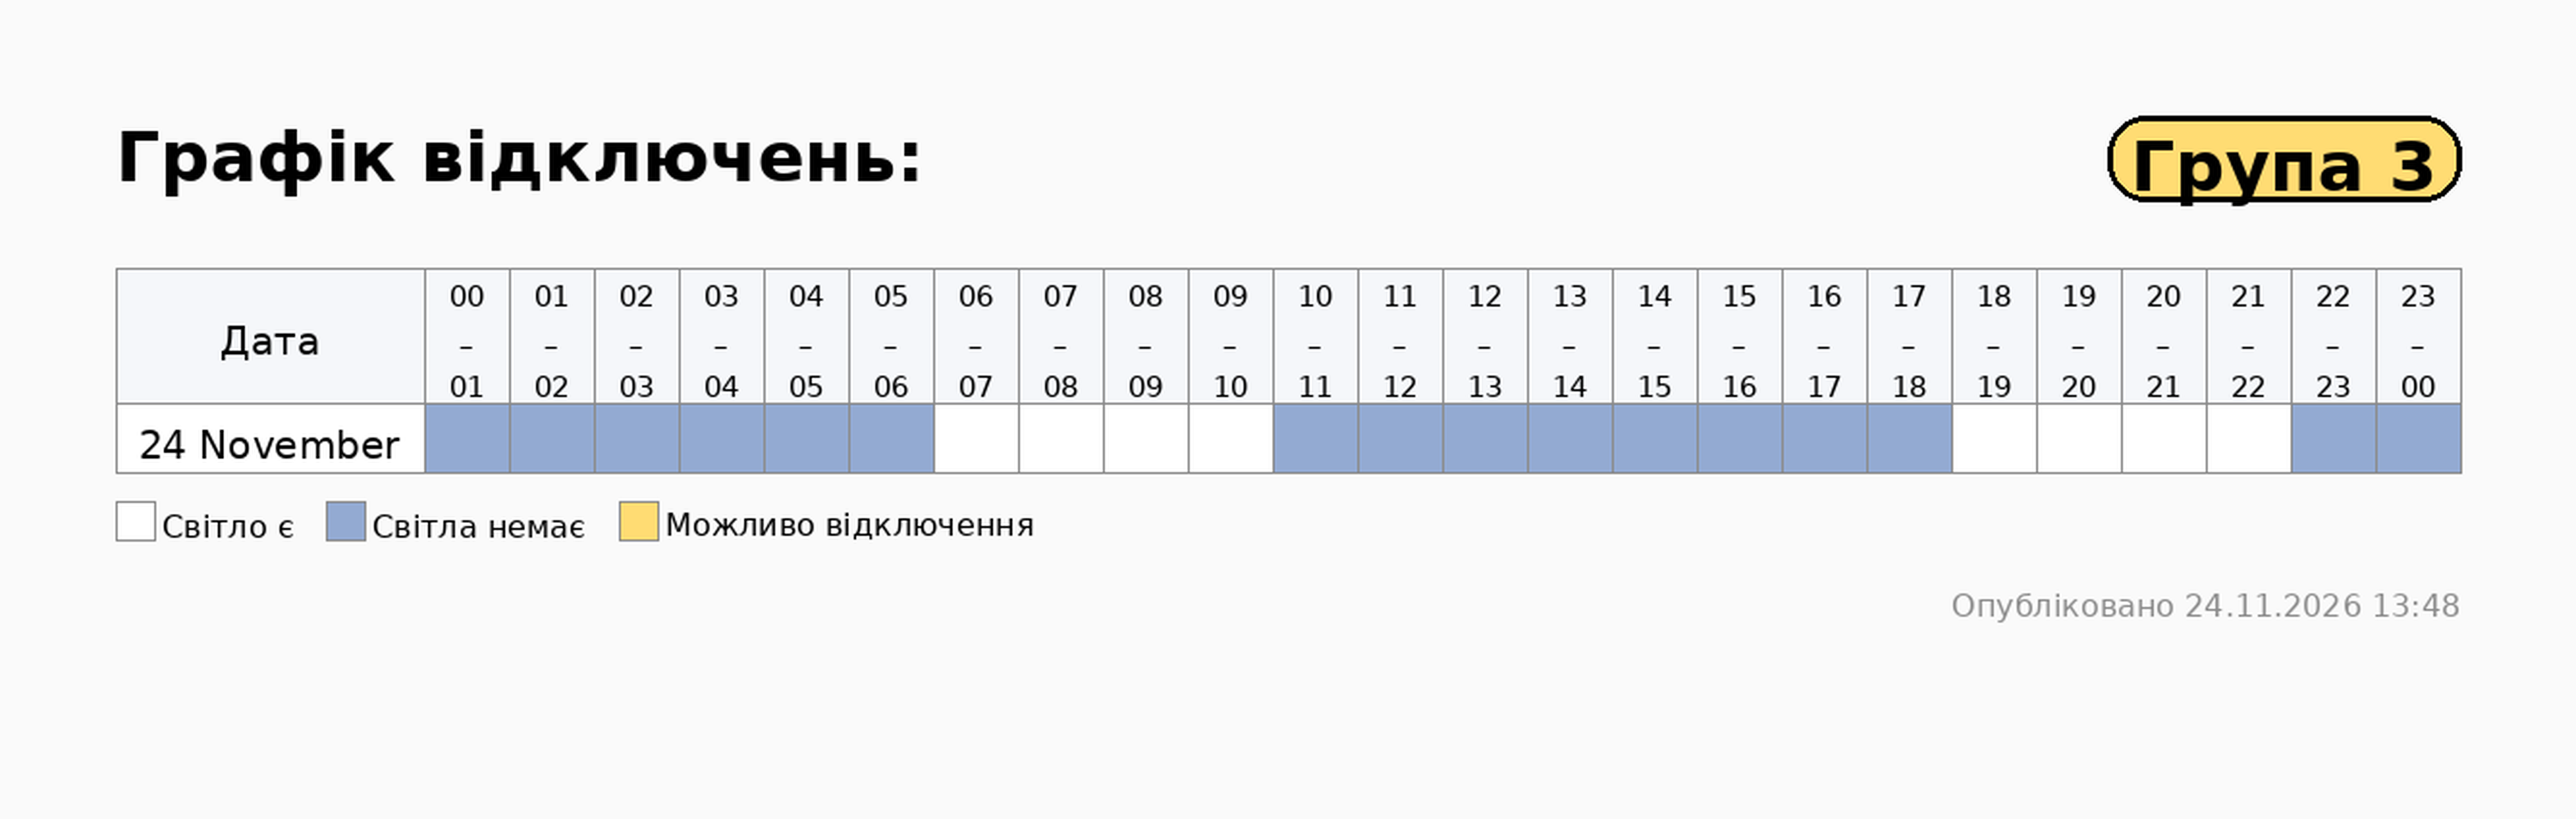 Графік відключень:
Група 3
Дата
00 – 01
01 – 02
02 – 03
03 – 04
04 – 05
05 – 06
06 – 07
07 – 08
08 – 09
09 – 10
10 – 11
11 – 12
12 – 13
13 – 14
14 – 15
15 – 16
16 – 17
17 – 18
18 – 19
19 – 20
20 – 21
21 – 22
22 – 23
23 – 00
24 November
Світло є
Світла немає
Можливо відключення
Опубліковано 24.11.2026 13:48